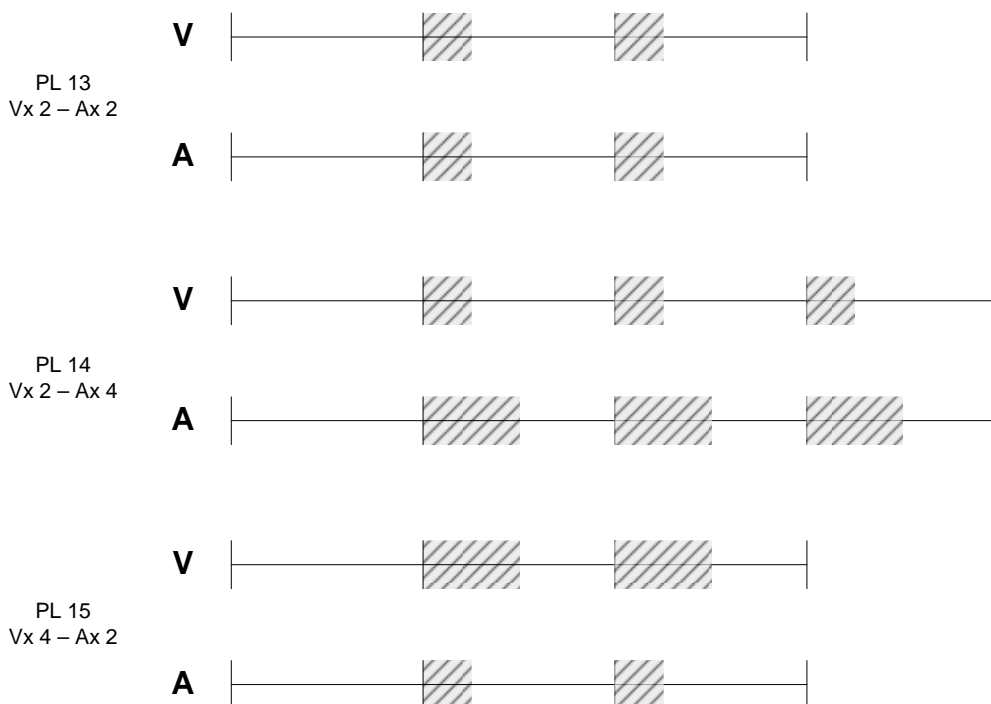 V
PL 13
Vx 2 – Ax 2
A
V
PL 14
Vx 2 – Ax 4
A
V
PL 15
Vx 4 – Ax 2
A